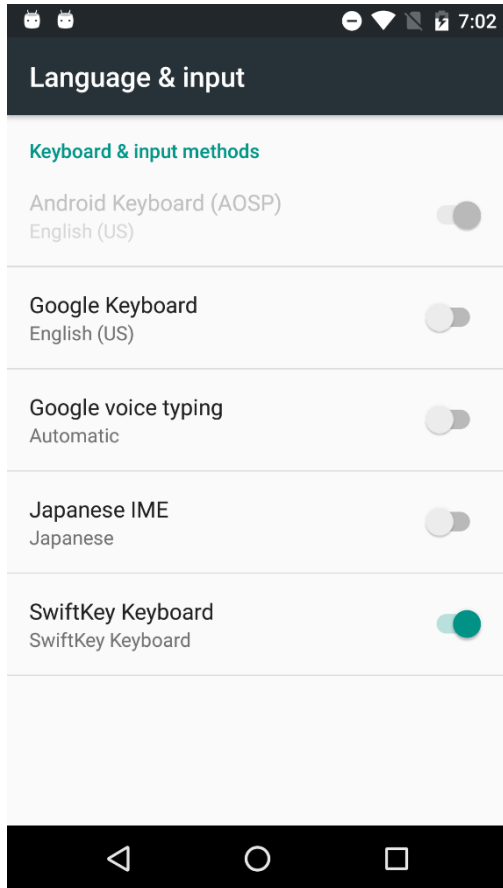 7:02
Language & input
Keyboard & input methods
Android Keyboard (AOSP)
English (US)
Google Keyboard
English (US)
Google voice typing
Automatic
Japanese IME
Japanese
SwiftKey Keyboard
SwiftKey Keyboard